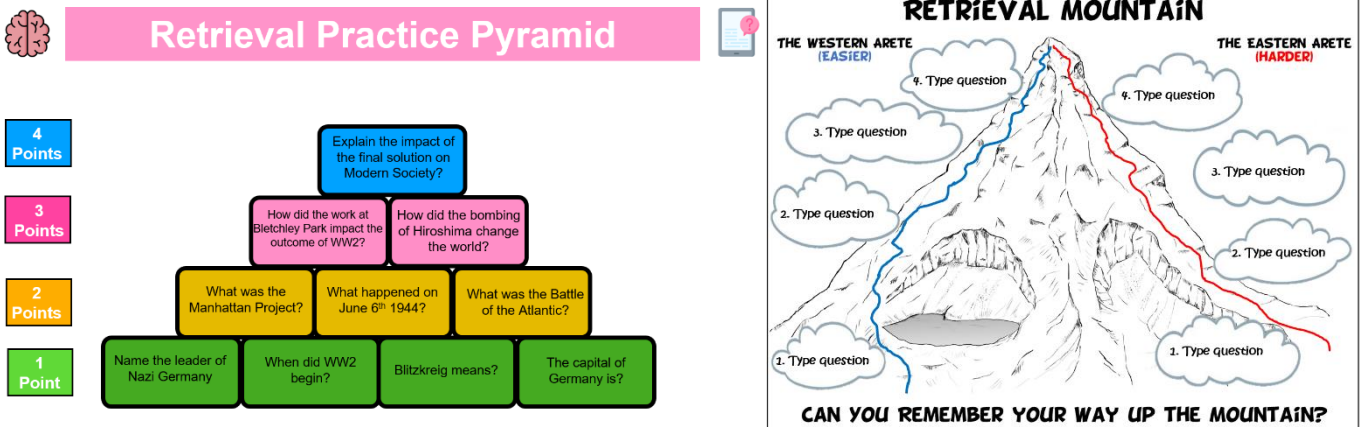 Retrieval Practice Pyramid
4
Points
Explain the impact of
the final solution on
Modern Society?
3
Points
How did the work at
Bletchley Park impact the
outcome of WW2?
How did the bombing
of Hiroshima change
the world?
2
Points
What was the
Manhattan Project?
What happened on
June 6th 1944?
What was the Battle
of the Atlantic?
1
Point
Name the leader of
Nazi Germany
When did WW2
begin?
Blitzkreig means?
The capital of
Germany is?
RETRIEVAL MOUNTAIN
THE WESTERN ARETE
(EASIER)
THE EASTERN ARETE
(HARDER)
4. Type question
3. Type question
2. Type question
1. Type question
4. Type question
3. Type question
2. Type question
1. Type question
CAN YOU REMEMBER YOUR WAY UP THE MOUNTAIN?